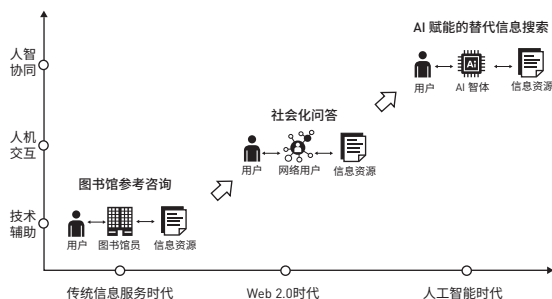 AI 赋能的替代信息搜索
人智
协同
Ai
用户
AI 智体
信息资源
社会化问答
人机
交互
用户
网络用户
信息资源
图书馆参考咨询
技术
辅助
用户
图书馆员
信息资源
传统信息服务时代
Web 2.0时代
人工智能时代